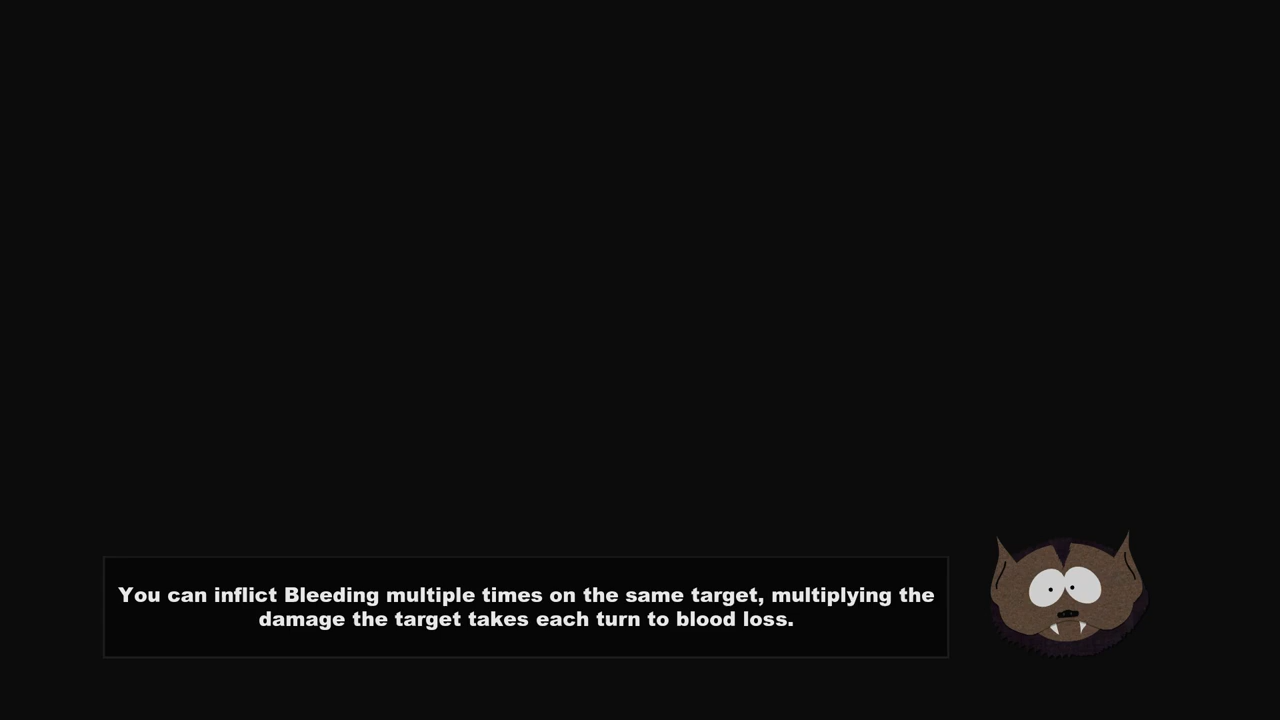 You can inflict Bleeding multiple times on the same target, multiplying the
damage the target takes each turn to blood loss.